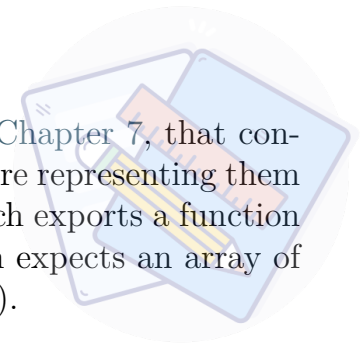 Chapter 7, that con-
re representing them
ch exports a function
n expects an array of
).